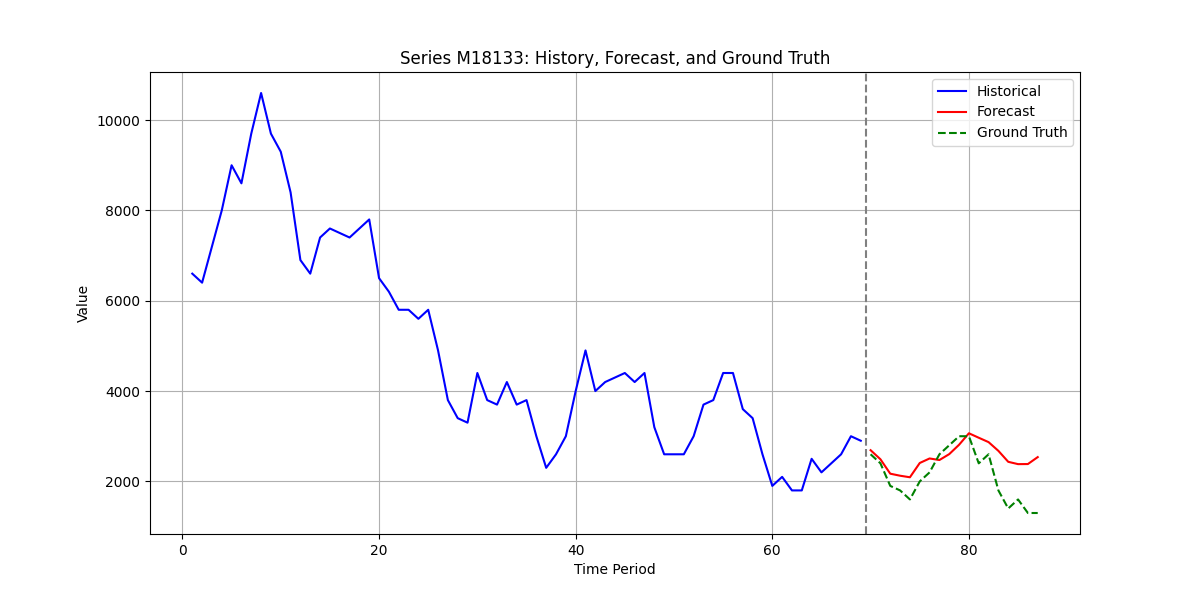 Series M18133: History, Forecast, and Ground Truth
Historical
Forecast
Ground Truth
Value
10000
8000
6000
4000
2000
0
20
40
60
80
Time Period